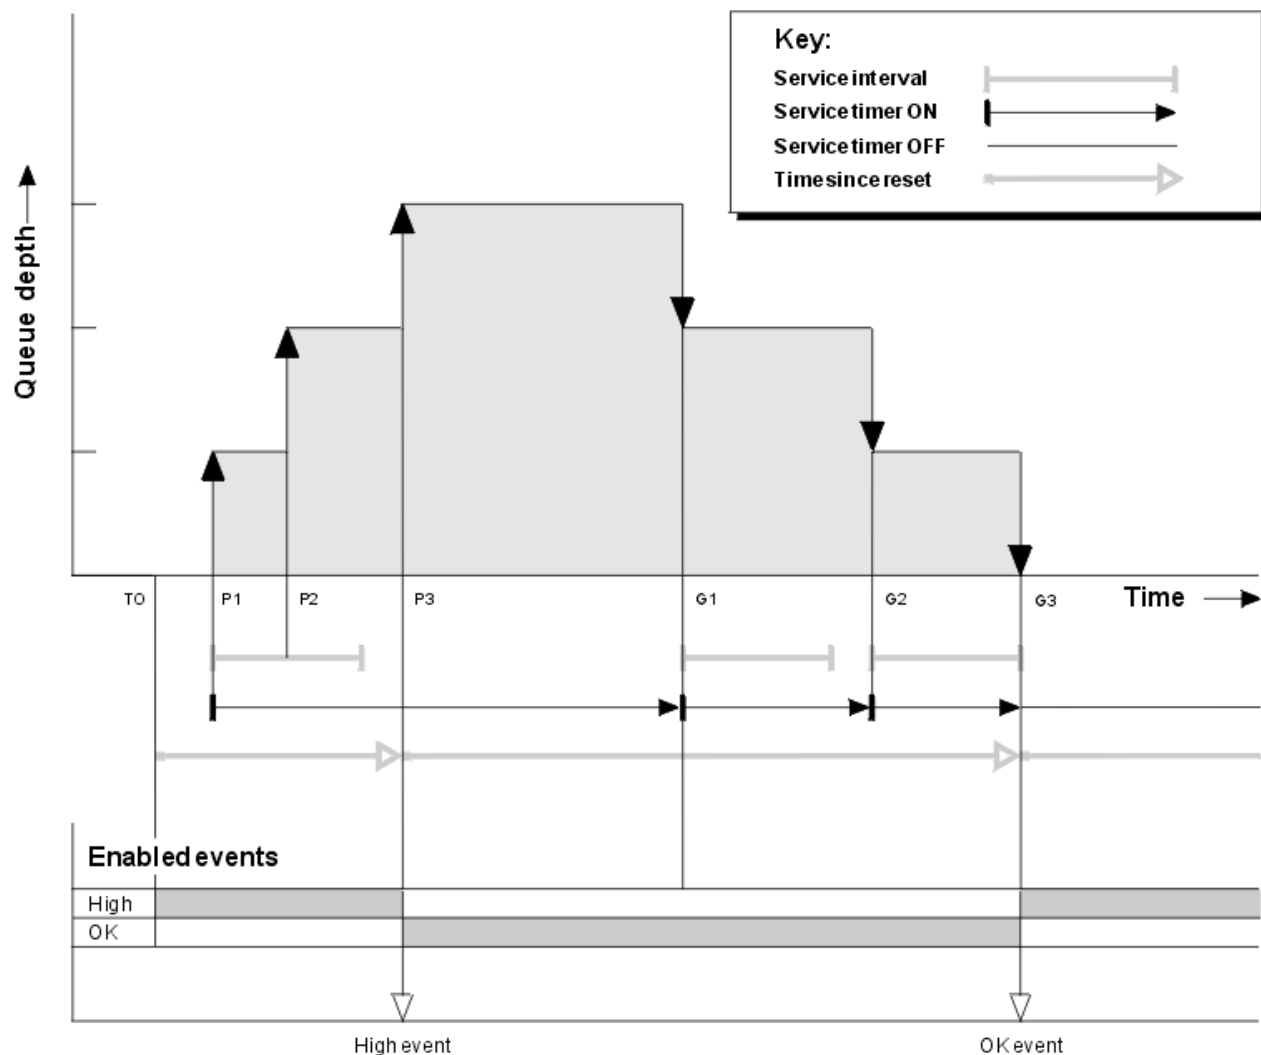 Key:
Service interval
Service timer ON
Service timer OFF
Time since reset
Queue depth
TO
P1
P2
P3
G1
G2
G3
Time
Enabled events
High
OK
High event
OK event